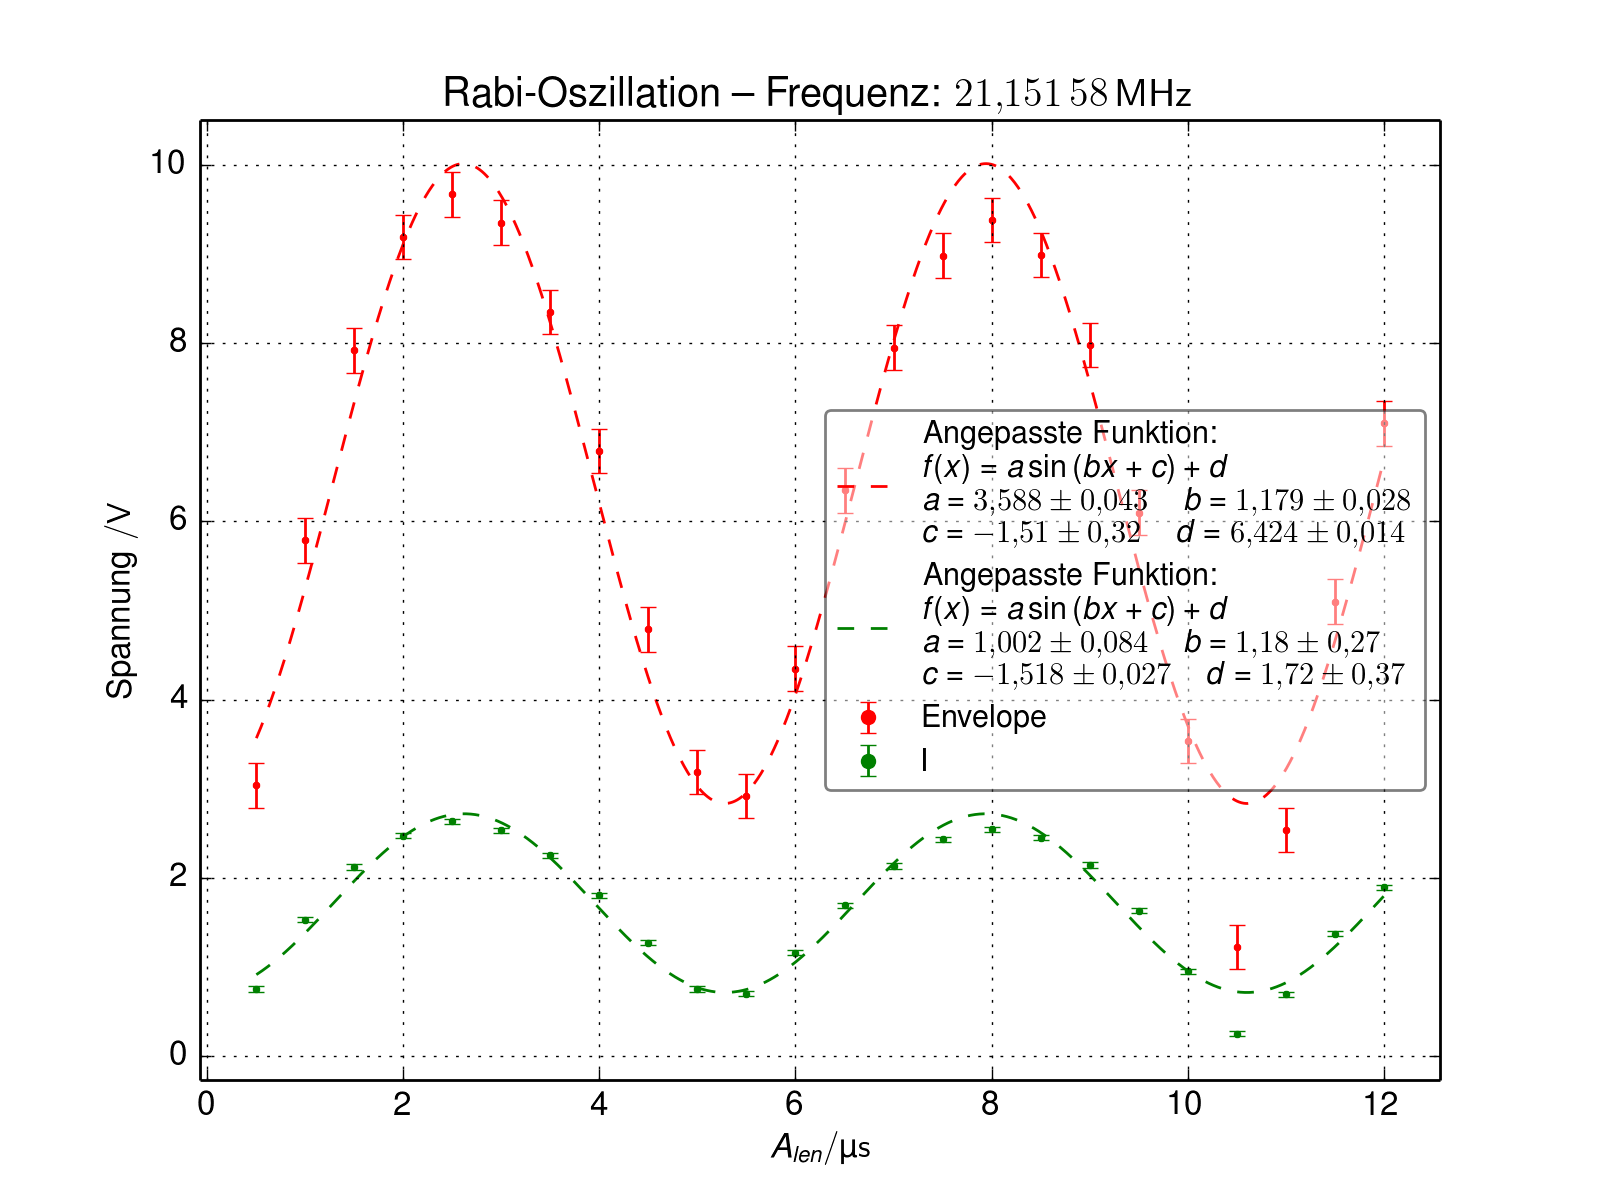 Rabi-Oszillation – Frequenz: 21,151 58 MHz
10
8
6
4
2
0
Spannung /V
Angepasste Funktion:
f(x) = a sin (bx + c) + d
a = 3,588 ± 0,043 b = 1,179 ± 0,028
c = −1,51 ± 0,32 d = 6,424 ± 0,014
Angepasste Funktion:
f(x) = a sin (bx + c) + d
a = 1,002 ± 0,084 b = 1,18 ± 0,27
c = −1,518 ± 0,027 d = 1,72 ± 0,37
Envelope
I
0 2 4 6 8 10 12
A_len/µs